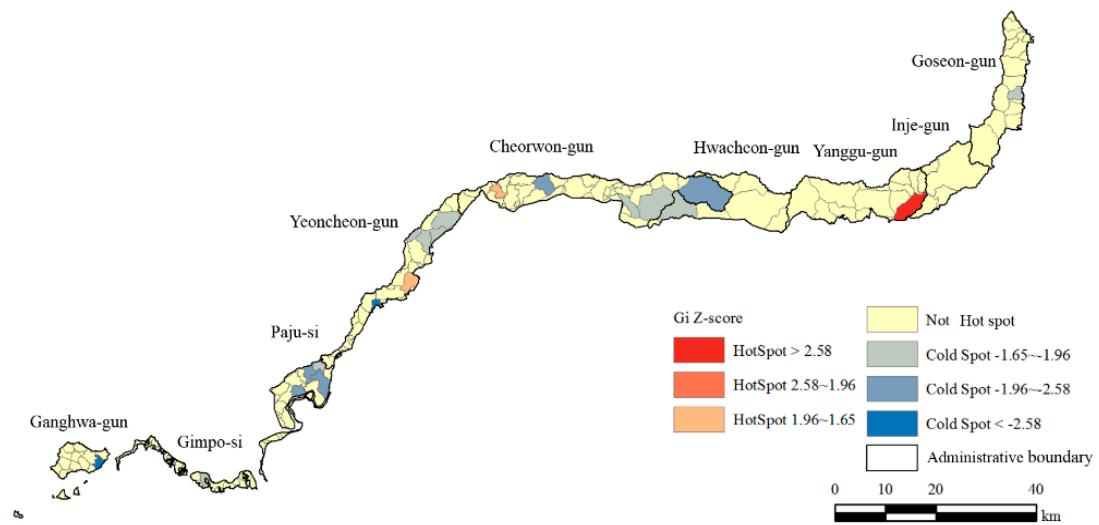 Goseon-gun
Inje-gun
Cheorwon-gun
Hwacheon-gun
Yanggu-gun
Yeoncheon-gun
Paju-si
Ganghwa-gun
Gimpo-si
Gi Z-score
HotSpot > 2.58
HotSpot 2.58~1.96
HotSpot 1.96~1.65
Not Hot spot
Cold Spot -1.65~-1.96
Cold Spot -1.96~-2.58
Cold Spot < -2.58
Administrative boundary
0 10 20 40
km